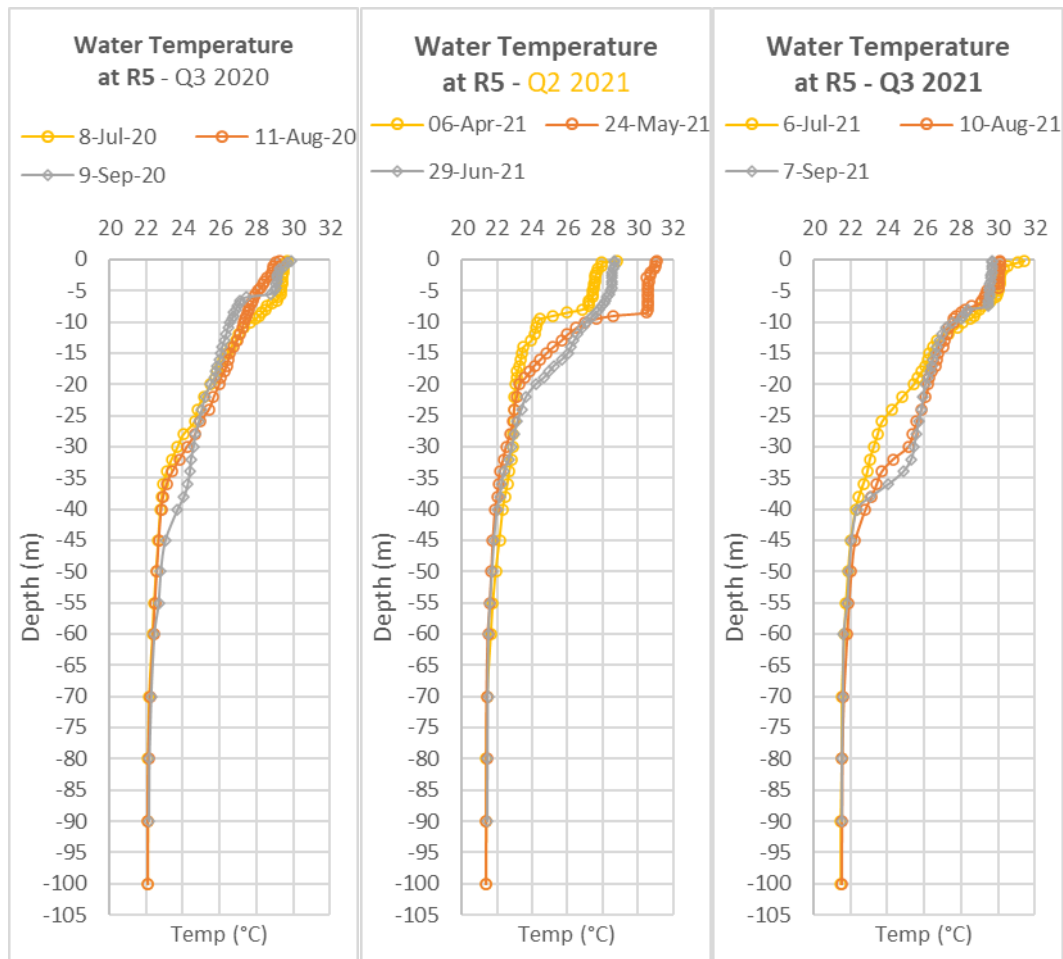 Water Temperature
at R5 - Q3 2020
8-Jul-20
11-Aug-20
9-Sep-20
20 22 24 26 28 30 32
0
-5
-10
-15
-20
-25
-30
-35
-40
-45
-50
-55
-60
-65
-70
-75
-80
-85
-90
-95
-100
-105
Depth (m)
Temp (°C)
Water Temperature
at R5 - Q2 2021
06-Apr-21
24-May-21
29-Jun-21
20 22 24 26 28 30 32
0
-5
-10
-15
-20
-25
-30
-35
-40
-45
-50
-55
-60
-65
-70
-75
-80
-85
-90
-95
-100
-105
Depth (m)
Temp (°C)
Water Temperature
at R5 - Q3 2021
6-Jul-21
10-Aug-21
7-Sep-21
20 22 24 26 28 30 32
0
-5
-10
-15
-20
-25
-30
-35
-40
-45
-50
-55
-60
-65
-70
-75
-80
-85
-90
-95
-100
-105
Depth (m)
Temp (°C)